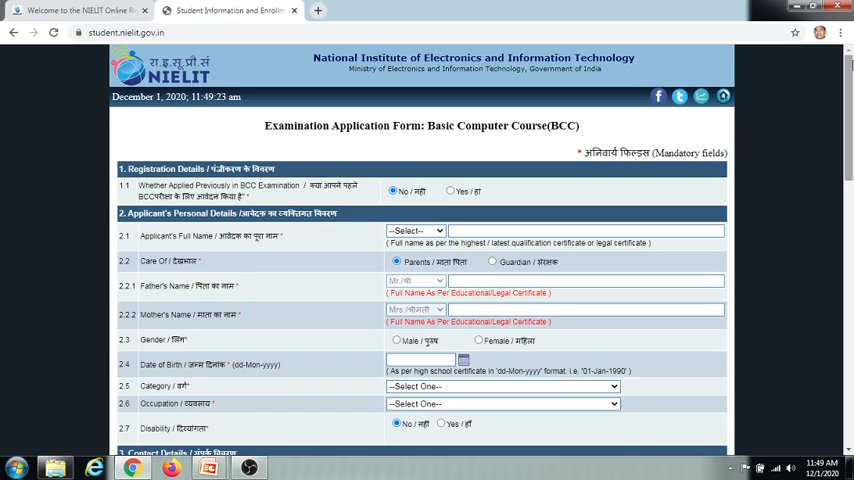 Welcome to the NIELIT Online Re
Student Information and Enrollm
student.nielit.gov.in
रा.इ.सू.प्रौ.सं
NIELIT
National Institute of Electronics and Information Technology
Ministry of Electronics and Information Technology, Government of India
December 1, 2020; 11:49:23 am
Examination Application Form: Basic Computer Course(BCC)
* अनिवार्य फिल्डस (Mandatory fields)
1. Registration Details / पंजीकरण के विवरण
1.1 Whether Applied Previously in BCC Examination / क्या आपने पहले
BCCपरीक्षा के लिए आवेदन किया है" * No / नहीं Yes / हां
2. Applicant's Personal Details /आवेदक का व्यक्तिगत विवरण
2.1 Applicant's Full Name / आवेदक का पूरा नाम * --Select--
( Full name as per the highest / latest qualification certificate or legal certificate )
2.2 Care Of / देखभाल * Parents / माता पिता Guardian / संरक्षक
2.2.1 Father's Name / पिता का नाम * Mr./श्री
( Full Name As Per Educational/Legal Certificate )
2.2.2 Mother's Name / माता का नाम * Mrs./श्रीमती
( Full Name As Per Educational/Legal Certificate )
2.3 Gender / लिंग* Male / पुरुष Female / महिला
2.4 Date of Birth / जन्म दिनांक * (dd-Mon-yyyy)
( As per high school certificate in 'dd-Mon-yyyy' format. i.e. '01-Jan-1990' )
2.5 Category / वर्ग* --Select One--
2.6 Occupation / व्यवसाय * --Select One--
2.7 Disability / दिव्यांगता* No / नहीं Yes / हाँ
3. Contact Details / संपर्क विवरण
11:49 AM
12/1/2020